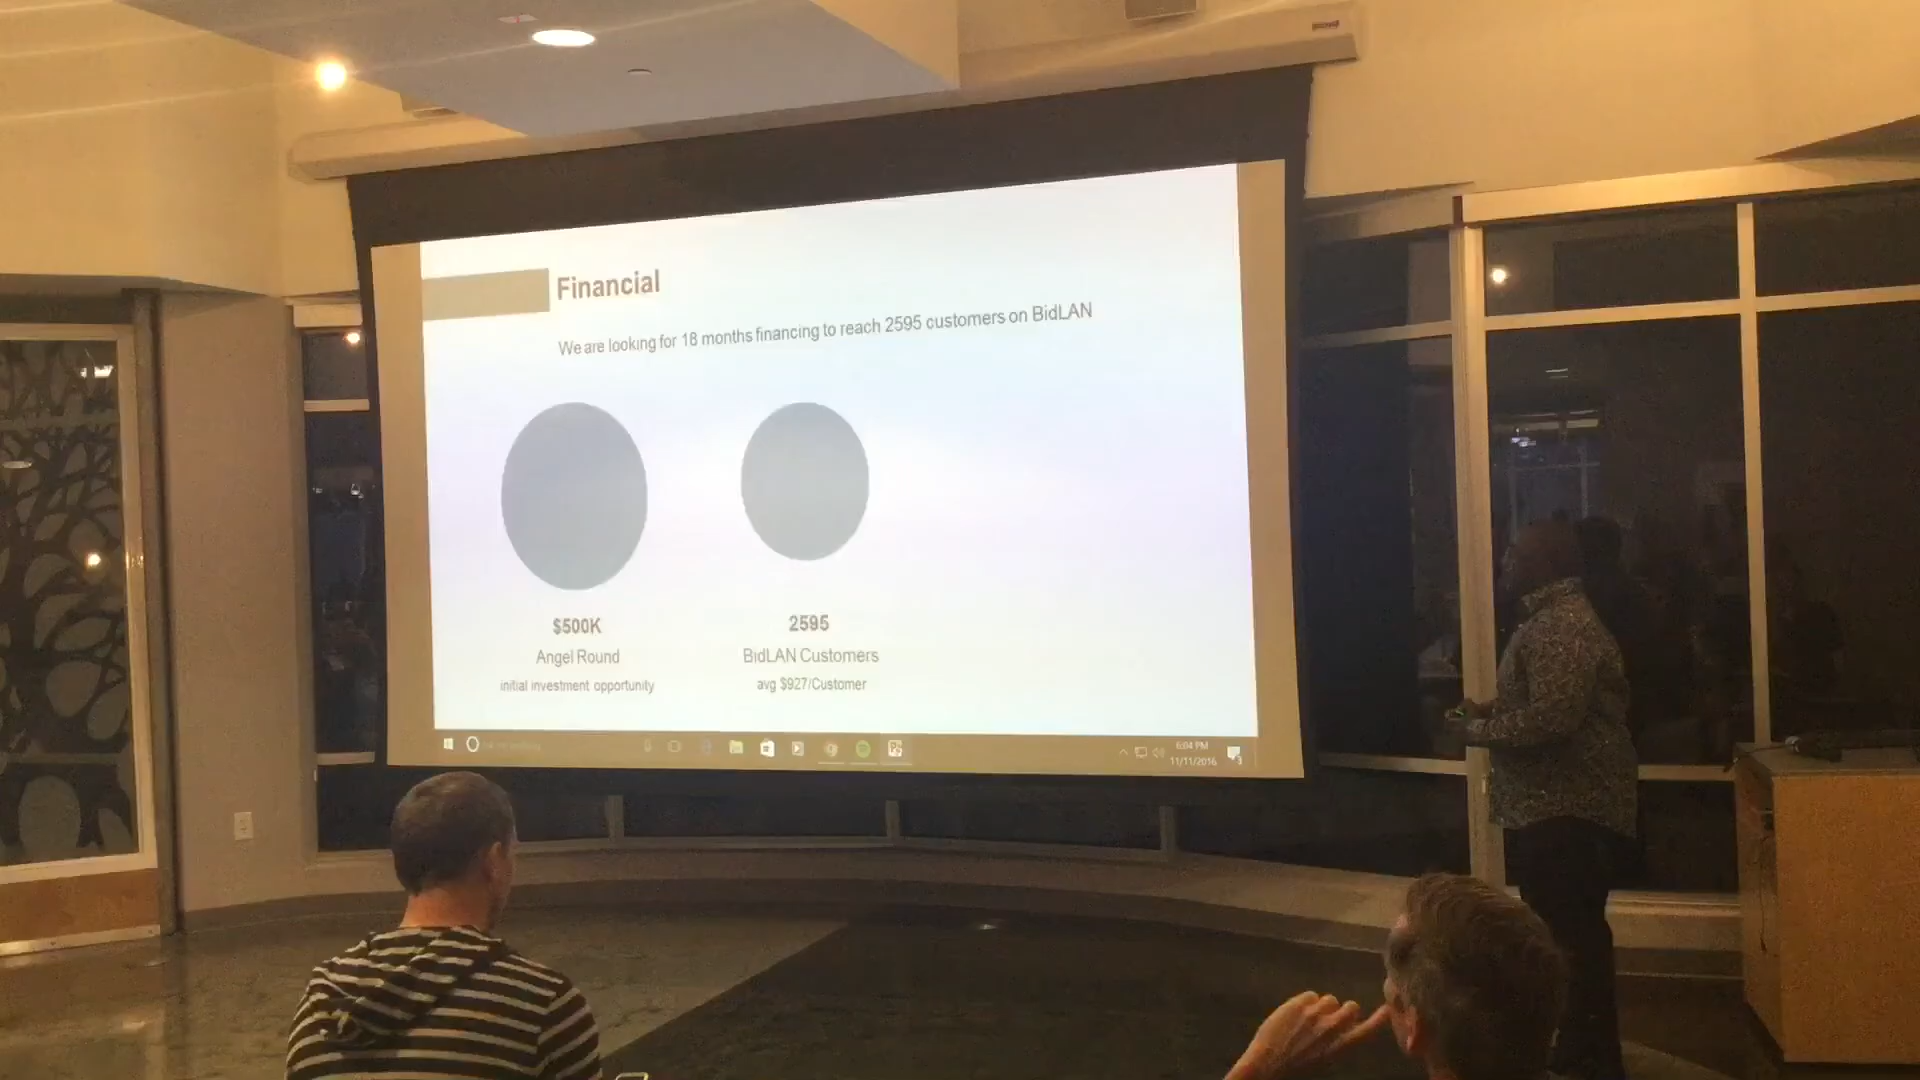 Financial
We are looking for 18 months financing to reach 2595 customers on BidLAN
$500K
Angel Round
initial investment opportunity
2595
BidLAN Customers
avg $927/Customer
6:04 PM
11/11/2016